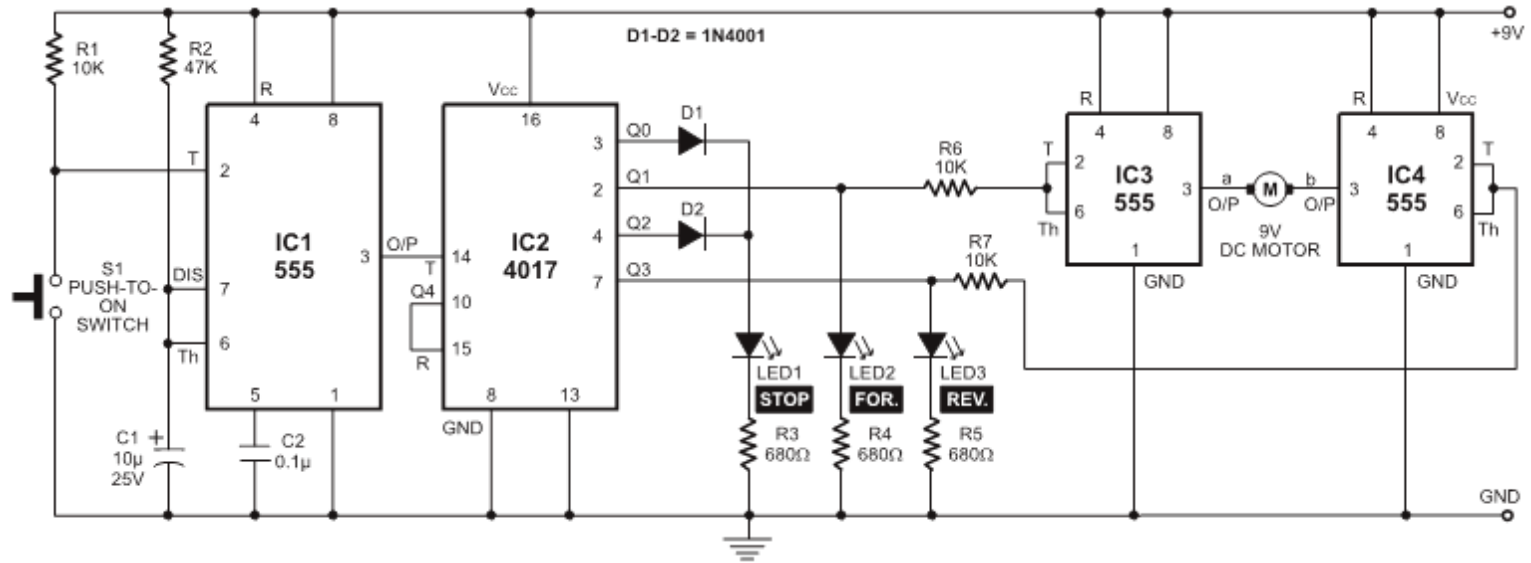 D1-D2 = 1N4001
+9V
R1
10K
R2
47K
R
4
8
T
2
IC1
555
3
O/P
DIS
7
Th
6
5
1
S1
PUSH-TO-
ON
SWITCH
C1
+
10µ
25V
C2
0.1µ
Vcc
16
3
Q0
D1
2
Q1
4
Q2
D2
7
Q3
IC2
4017
14
T
Q4
10
15
R
8
13
GND
R6
10K
R7
10K
LED1
STOP
LED2
FOR.
LED3
REV.
R3
680Ω
R4
680Ω
R5
680Ω
R
4
8
T
2
IC3
555
3
6
Th
1
GND
a
O/P
M
b
O/P
9V
DC MOTOR
R
4
Vcc
8
T
2
IC4
555
3
6
Th
1
GND
GND